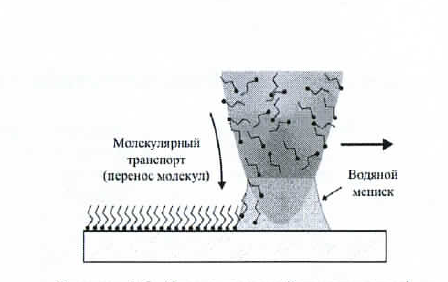 Молекулярный
транспорт
(перенос молекул)
Водяной
мениск